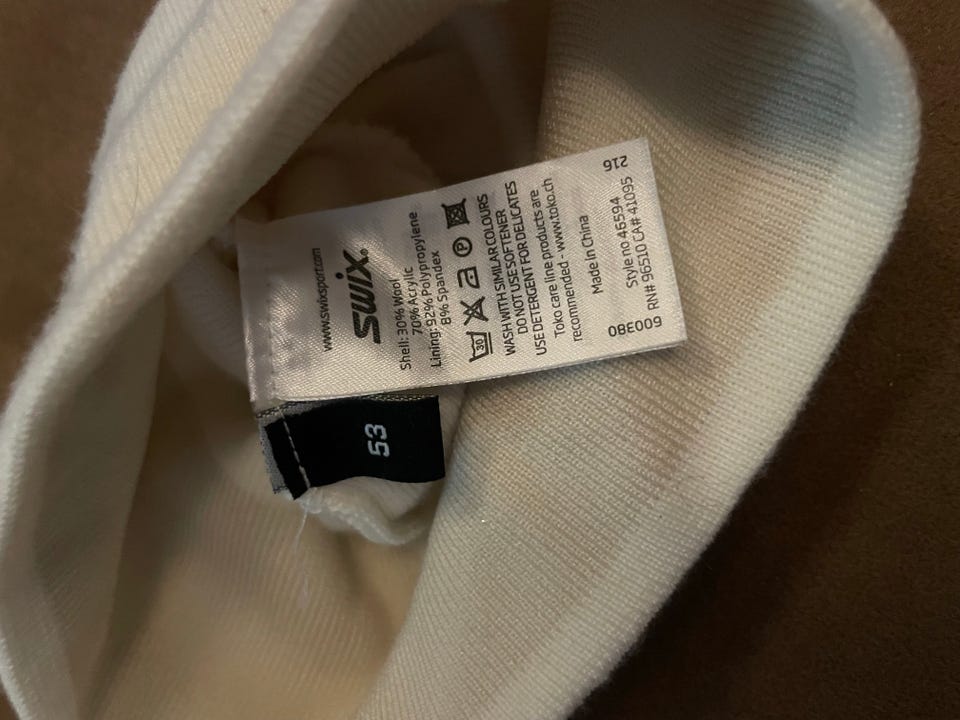 www.swixsport.com
swix.
Shell: 30% Wool
70% Acrylic
Lining: 92% Polypropylene
8% Spandex
30 P
WASH WITH SIMILAR COLOURS
DO NOT USE SOFTENER
USE DETERGENT FOR DELICATES
Toko care line products are
recommended - www.toko.ch
Made in China
Style no 46594
RN# 96510 CA# 41095
600380
216
53